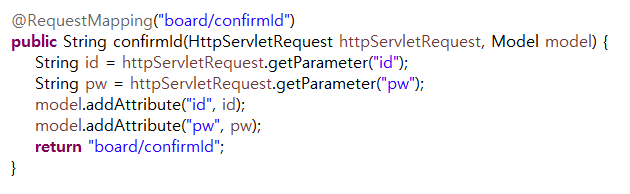 @RequestMapping("board/confirmId")
public String confirmId(HttpServletRequest httpServletRequest, Model model) {
    String id = httpServletRequest.getParameter("id");
    String pw = httpServletRequest.getParameter("pw");
    model.addAttribute("id", id);
    model.addAttribute("pw", pw);
    return "board/confirmId";
}